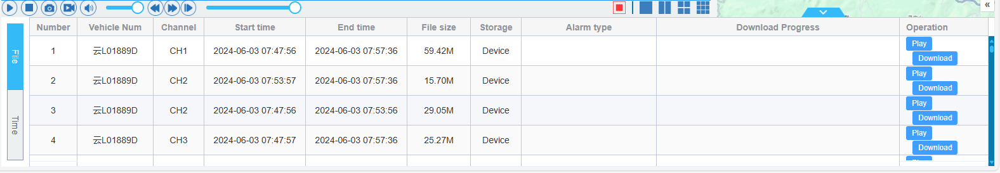 «
Number Vehicle Num Channel Start time End time File size Storage Alarm type Download Progress Operation
File
Time
1 云L01889D CH1 2024-06-03 07:47:56 2024-06-03 07:57:36 59.42M Device Play
Download
2 云L01889D CH2 2024-06-03 07:53:57 2024-06-03 07:57:36 15.70M Device Play
Download
3 云L01889D CH2 2024-06-03 07:47:56 2024-06-03 07:53:56 29.05M Device Play
Download
4 云L01889D CH3 2024-06-03 07:47:57 2024-06-03 07:57:36 25.27M Device Play
Download